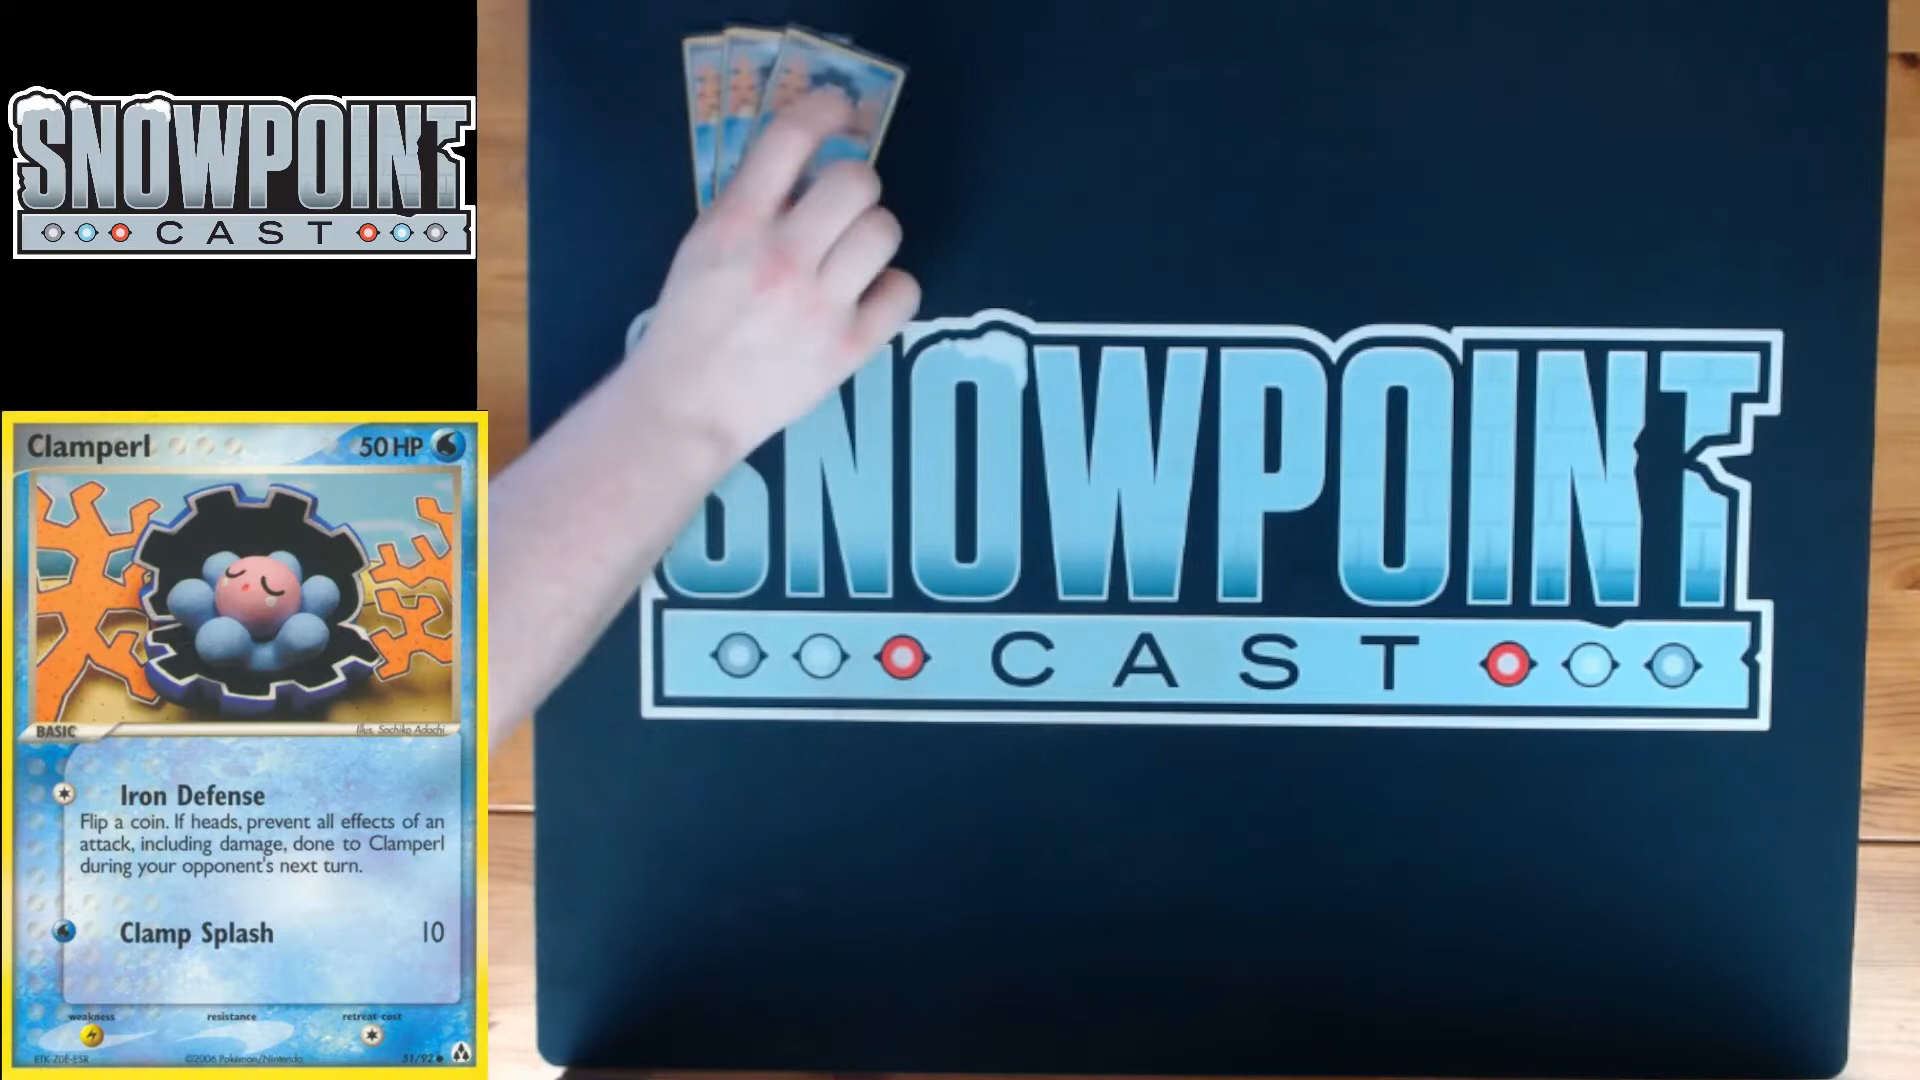 SNOWPOINT
CAST
Clamperl
50 HP
BASIC
Illus. Sachiko Adachi
Iron Defense
Flip a coin. If heads, prevent all effects of an
attack, including damage, done to Clamperl
during your opponent's next turn.
Clamp Splash 10
weakness resistance retreat cost
©2006 Pokémon/Nintendo
51/92
SNOWPOINT
CAST